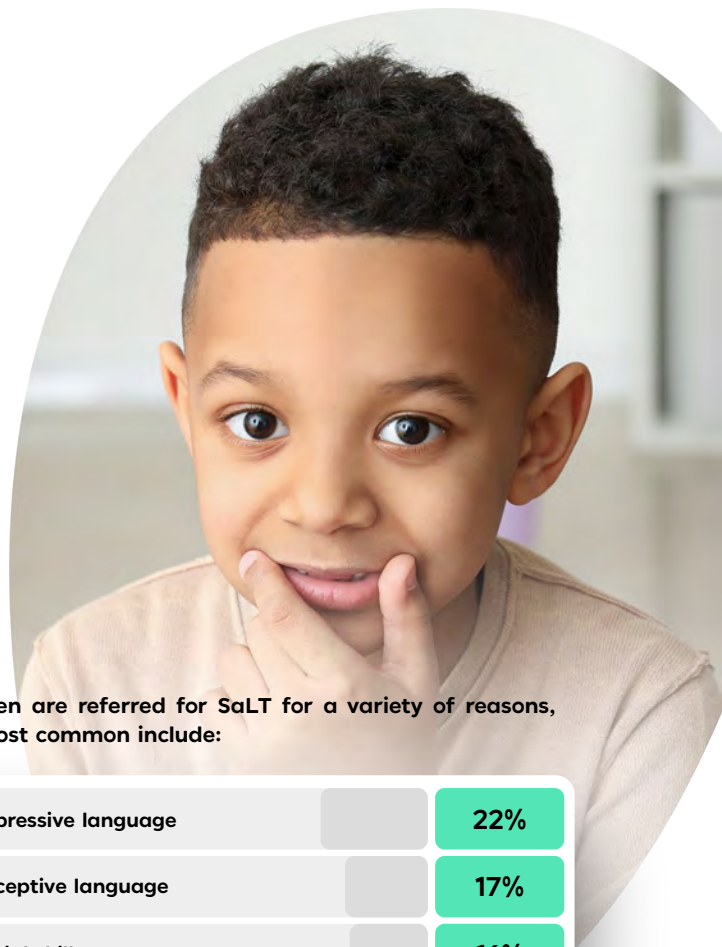 en are referred for SaLT for a variety of reasons,
ost common include:
pressive language 22%
ceptive language 17%